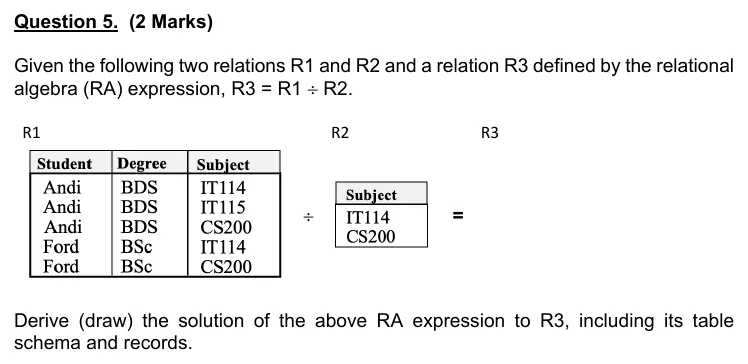 Question 5. (2 Marks)
Given the following two relations R1 and R2 and a relation R3 defined by the relational
algebra (RA) expression, R3 = R1 ÷ R2.
R1 R2 R3
Student Degree Subject
Andi BDS IT114
Andi BDS IT115
Andi BDS CS200
Ford BSc IT114
Ford BSc CS200
÷
Subject
IT114
CS200
=
Derive (draw) the solution of the above RA expression to R3, including its table
schema and records.